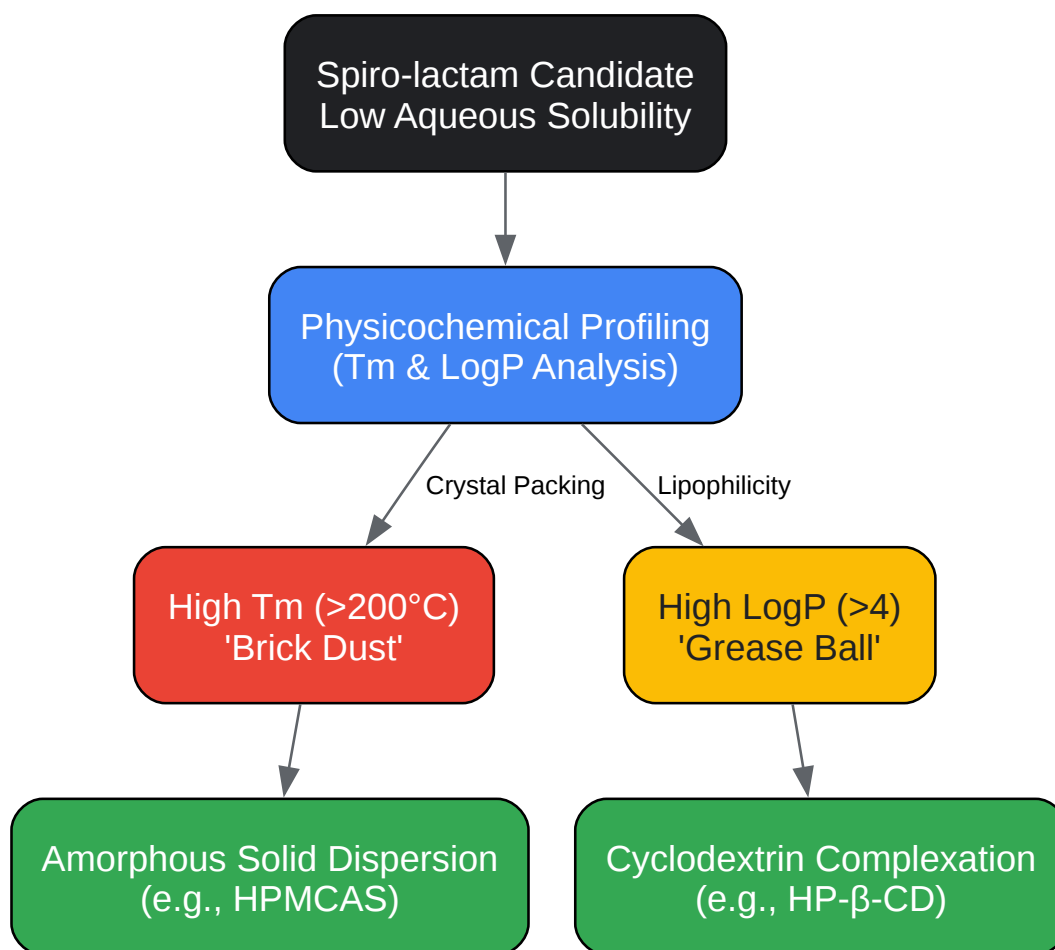 Spiro-lactam Candidate
Low Aqueous Solubility
Physicochemical Profiling
(Tm & LogP Analysis)
Crystal Packing
Lipophilicity
High Tm (>200°C)
'Brick Dust'
High LogP (>4)
'Grease Ball'
Amorphous Solid Dispersion
(e.g., HPMCAS)
Cyclodextrin Complexation
(e.g., HP-β-CD)